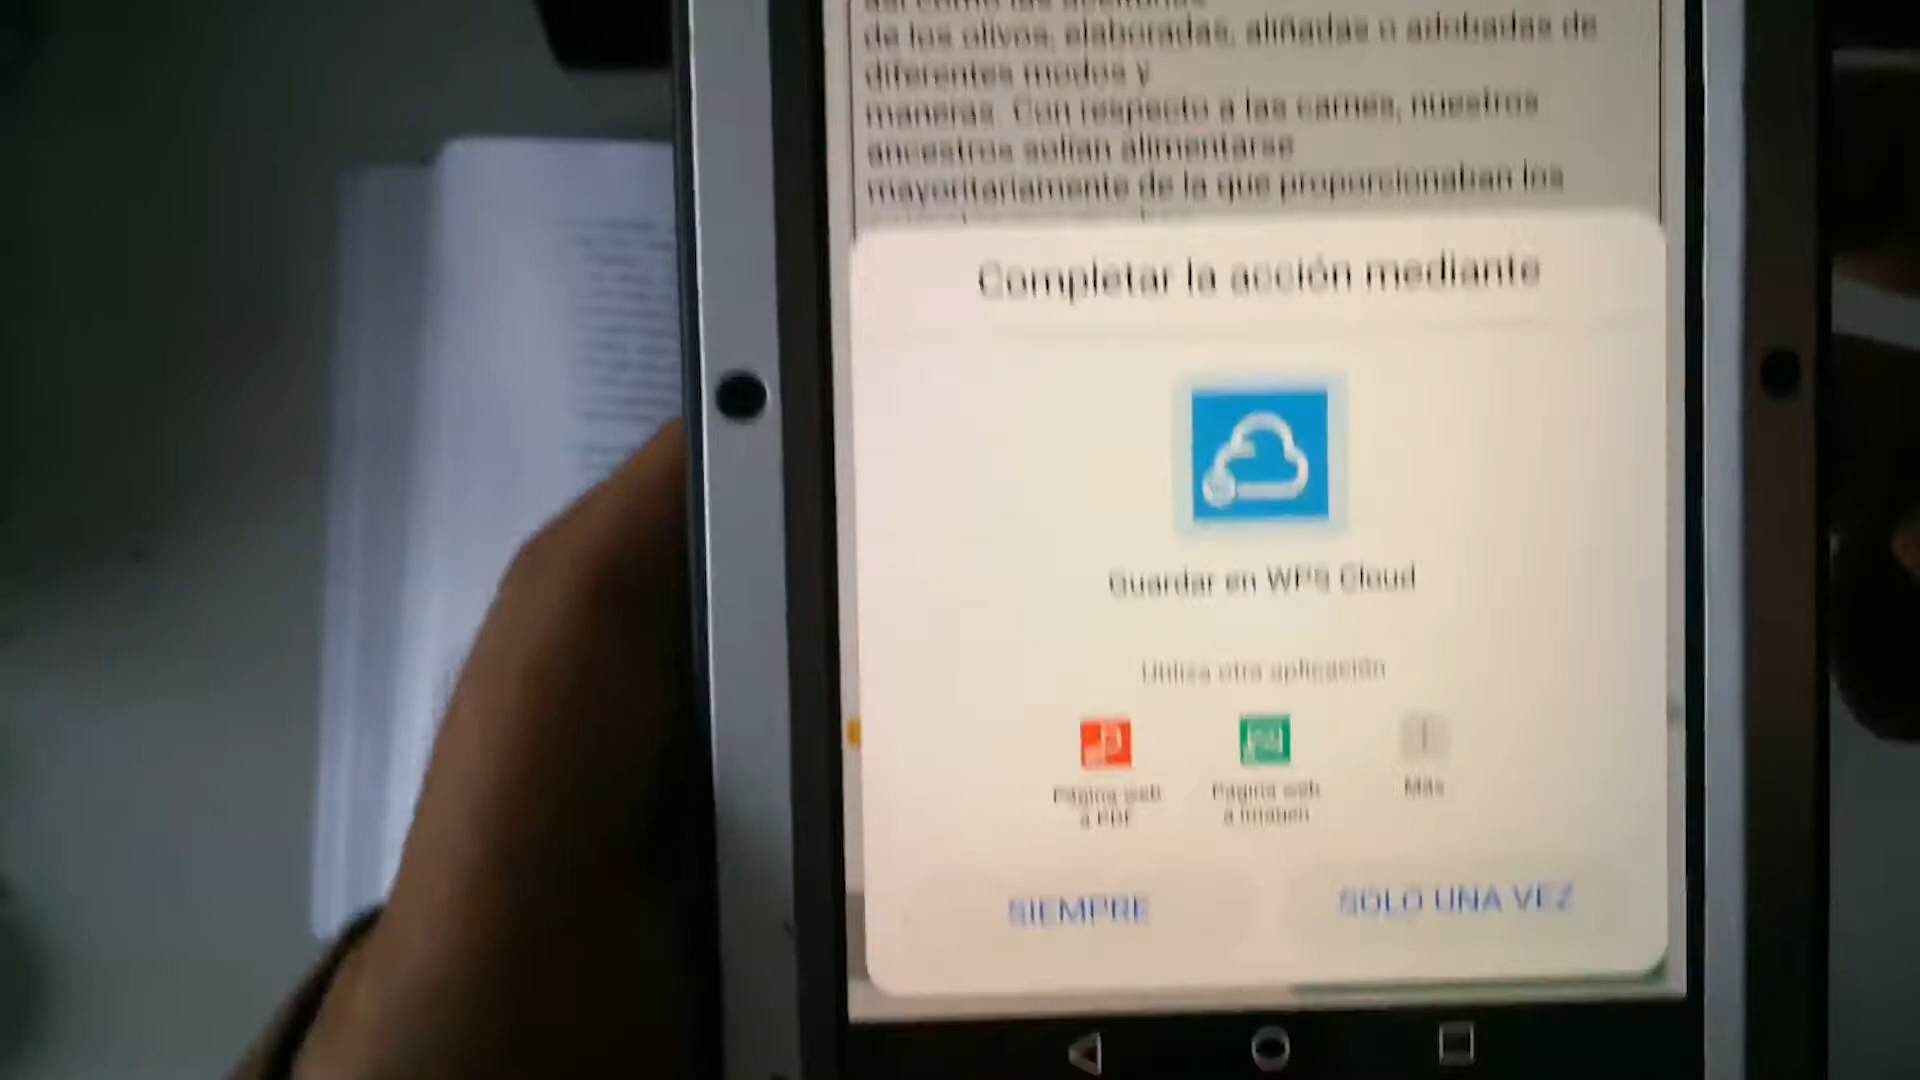 de los olivos, elaboradas, aliñadas o adobadas de
diferentes modos y
maneras. Con respecto a las carnes, nuestros
ancestros solían alimentarse
mayoritariamente de la que proporcionaban los
Completar la acción mediante
Guardar en WPS Cloud
Utiliza otra aplicación
Página web
a PDF
Página web
a Imagen
Más
SIEMPRE
SOLO UNA VEZ